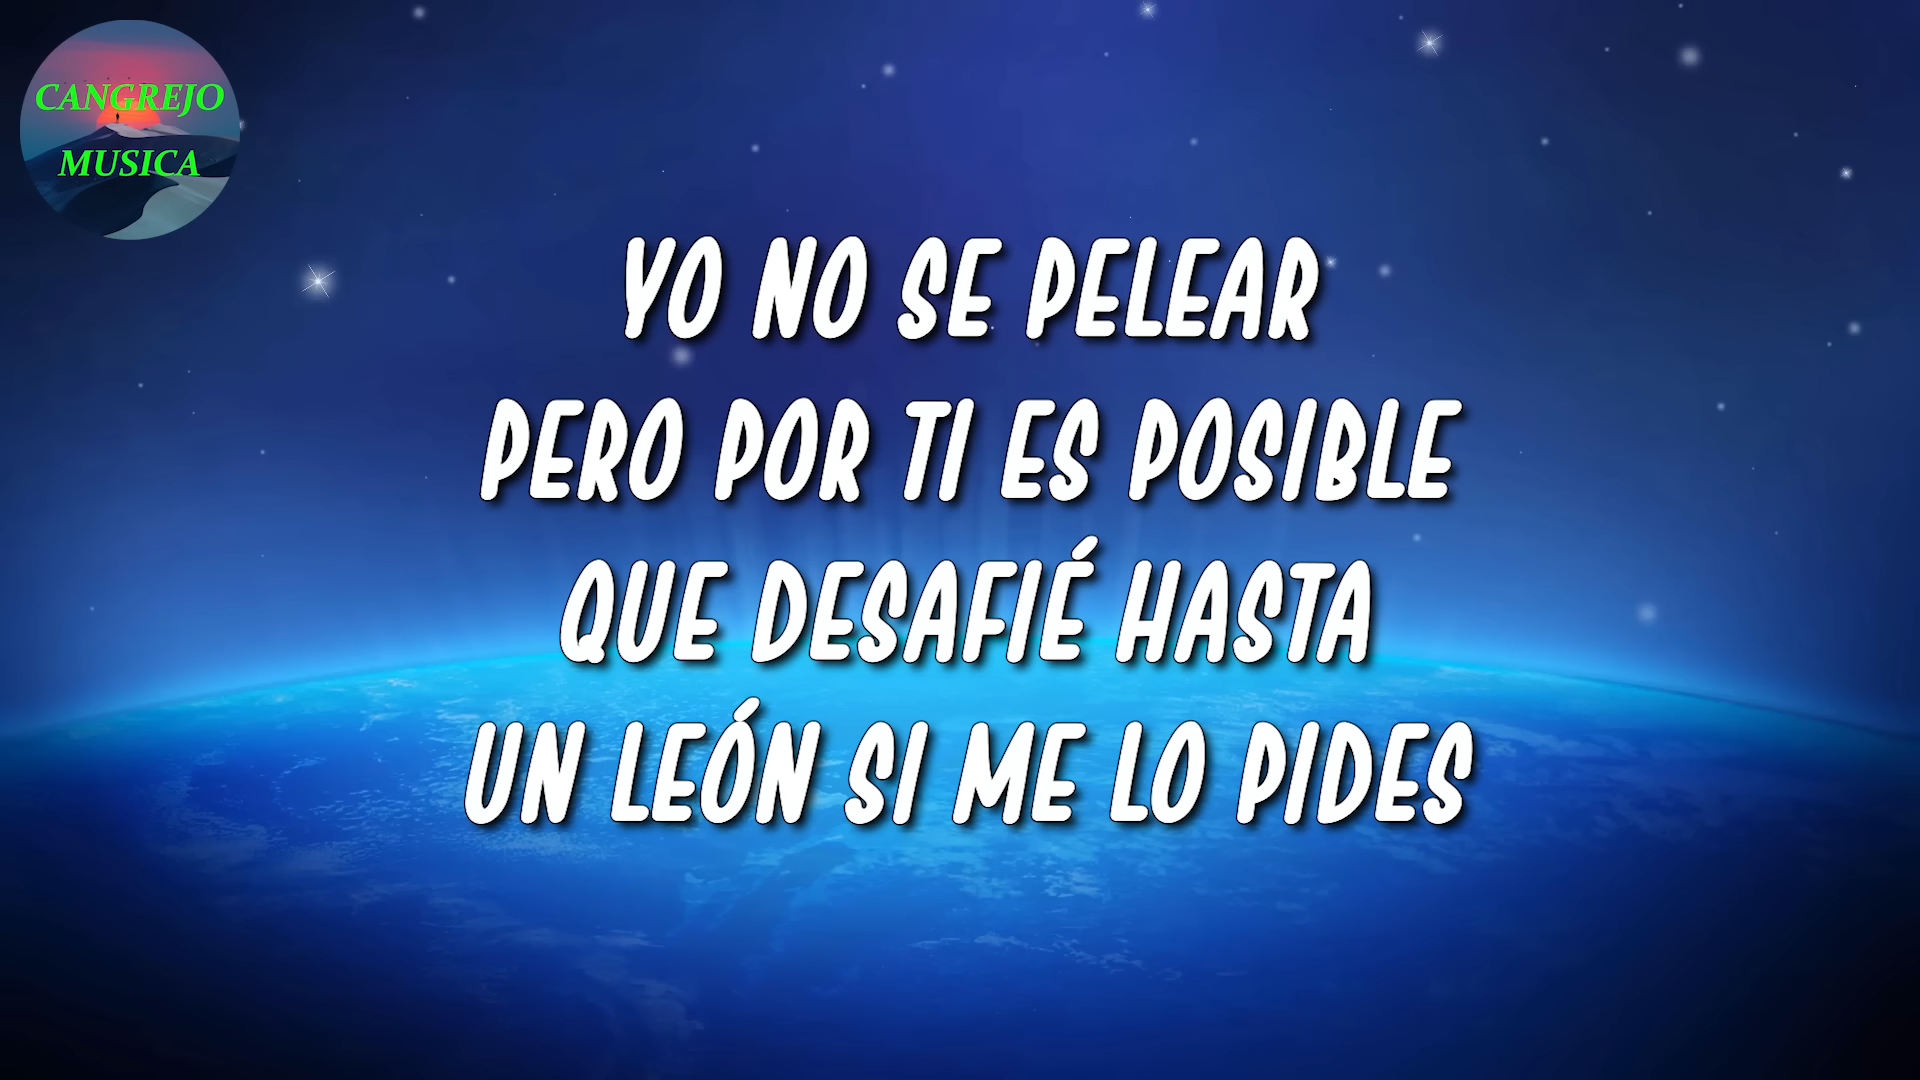 CANGREJO
MUSICA
YO NO SE PELEAR
PERO POR TI ES POSIBLE
QUE DESAFIÉ HASTA
UN LEÓN SI ME LO PIDES